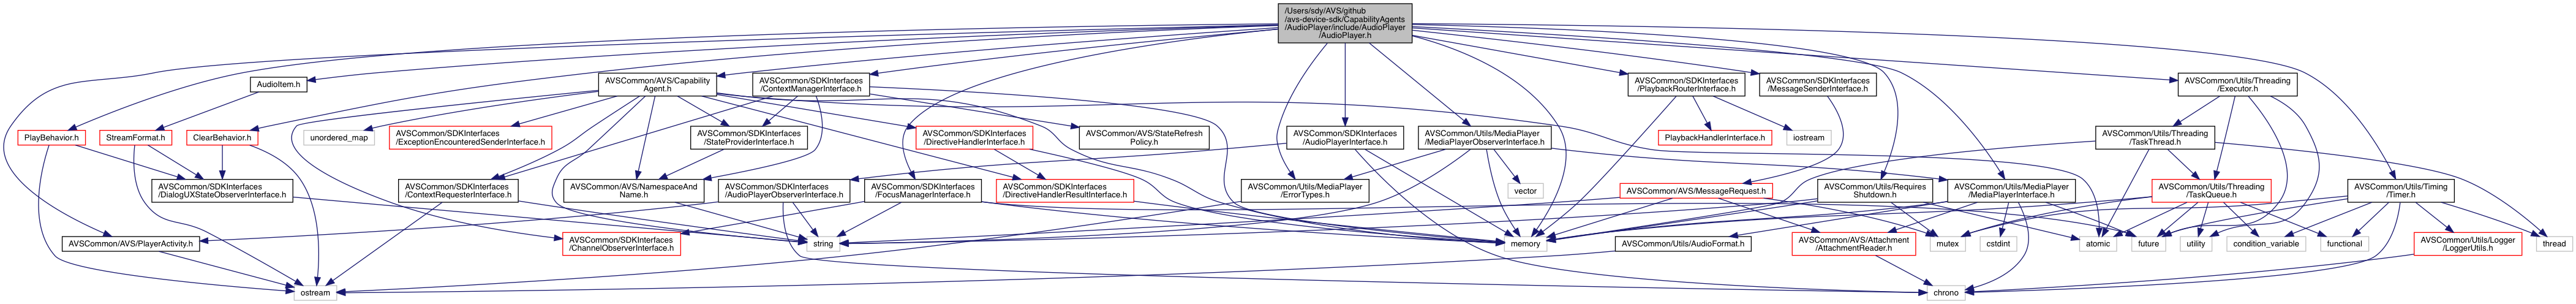 /Users/sdy/AVS/github
/avs-device-sdk/CapabilityAgents
/AudioPlayer/include/AudioPlayer
/AudioPlayer.h
AudioItem.h
AVSCommon/AVS/Capability
Agent.h
AVSCommon/SDKInterfaces
/ContextManagerInterface.h
AVSCommon/SDKInterfaces
/PlaybackRouterInterface.h
AVSCommon/SDKInterfaces
/MessageSenderInterface.h
AVSCommon/Utils/Threading
/Executor.h
PlayBehavior.h
StreamFormat.h
ClearBehavior.h
unordered_map
AVSCommon/SDKInterfaces
/ExceptionEncounteredSenderInterface.h
AVSCommon/SDKInterfaces
/StateProviderInterface.h
AVSCommon/SDKInterfaces
/DirectiveHandlerInterface.h
AVSCommon/AVS/StateRefresh
Policy.h
AVSCommon/SDKInterfaces
/AudioPlayerInterface.h
AVSCommon/Utils/MediaPlayer
/MediaPlayerObserverInterface.h
PlaybackHandlerInterface.h
iostream
AVSCommon/Utils/Threading
/TaskThread.h
AVSCommon/SDKInterfaces
/DialogUXStateObserverInterface.h
AVSCommon/SDKInterfaces
/ContextRequesterInterface.h
AVSCommon/AVS/NamespaceAnd
Name.h
AVSCommon/SDKInterfaces
/AudioPlayerObserverInterface.h
AVSCommon/SDKInterfaces
/FocusManagerInterface.h
AVSCommon/SDKInterfaces
/DirectiveHandlerResultInterface.h
AVSCommon/Utils/MediaPlayer
/ErrorTypes.h
vector
AVSCommon/AVS/MessageRequest.h
AVSCommon/Utils/Requires
Shutdown.h
AVSCommon/Utils/MediaPlayer
/MediaPlayerInterface.h
AVSCommon/Utils/Threading
/TaskQueue.h
AVSCommon/Utils/Timing
/Timer.h
AVSCommon/AVS/PlayerActivity.h
AVSCommon/SDKInterfaces
/ChannelObserverInterface.h
string
AVSCommon/Utils/AudioFormat.h
AVSCommon/AVS/Attachment
/AttachmentReader.h
memory
mutex
cstdint
atomic
future
utility
condition_variable
functional
AVSCommon/Utils/Logger
/LoggerUtils.h
thread
ostream
chrono